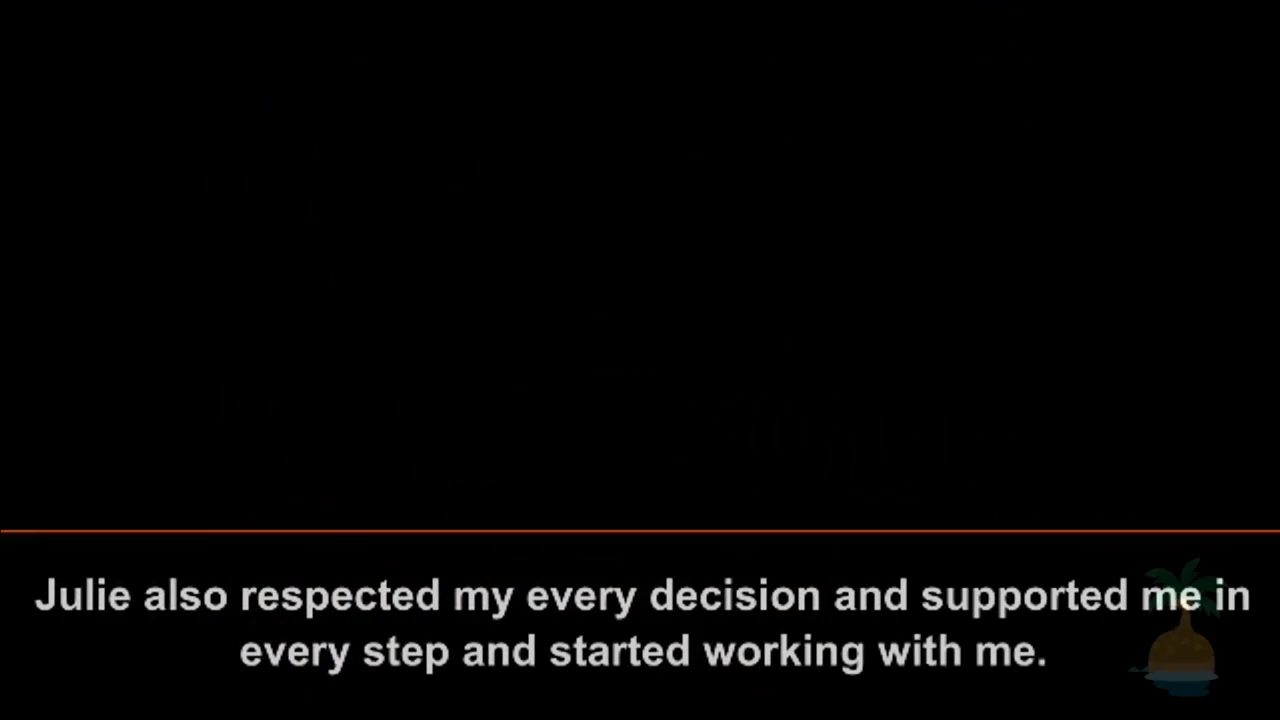 Julie also respected my every decision and supported me in
every step and started working with me.